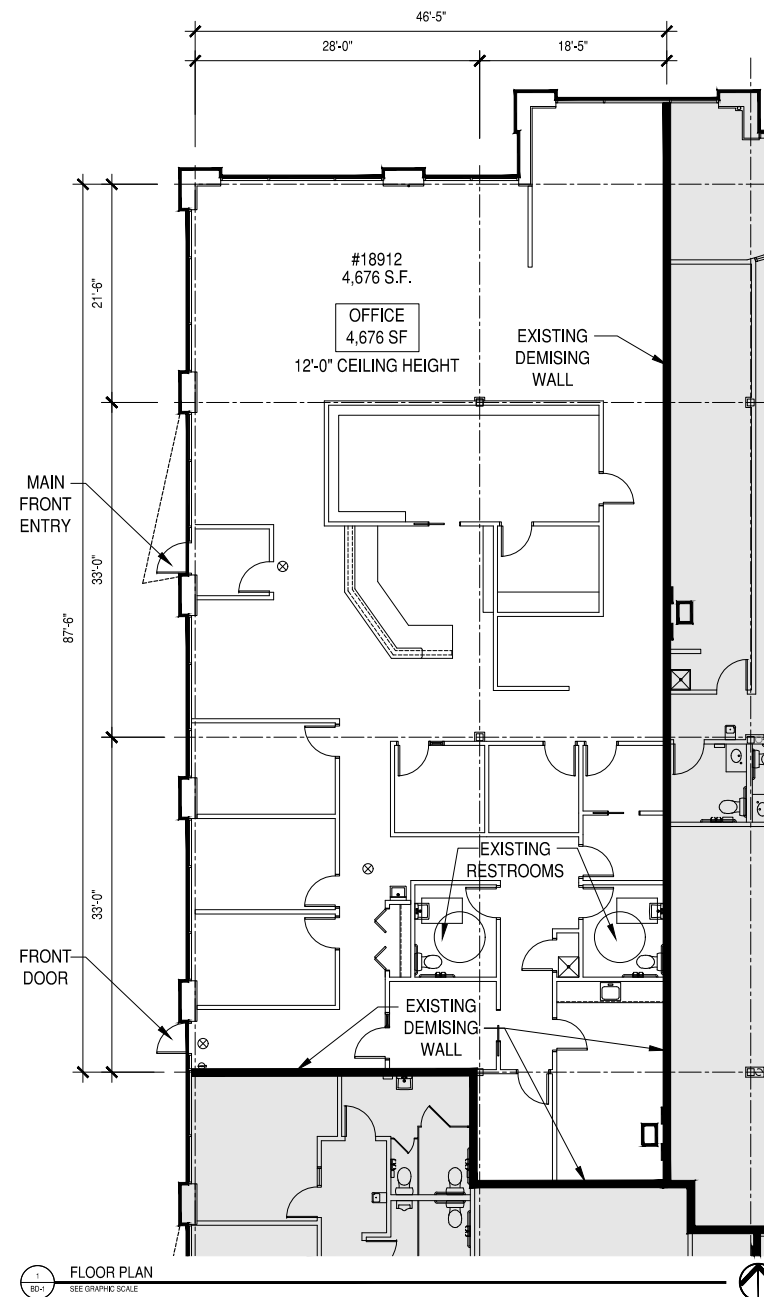 46'-5"
28'-0"
18'-5"
#18912
4,676 S.F.
OFFICE
4,676 SF
12'-0" CEILING HEIGHT
EXISTING
DEMISING
WALL
21'-6"
MAIN
FRONT
ENTRY
33'-0"
87'-6"
EXISTING
RESTROOMS
33'-0"
FRONT
DOOR
EXISTING
DEMISING
WALL
1
BD-1
FLOOR PLAN
SEE GRAPHIC SCALE